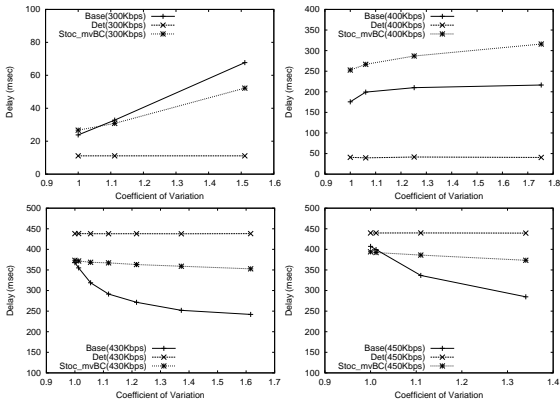 Base(300Kbps)
Det(300Kbps)
Stoc_mvBC(300Kbps)
Delay (msec)
100
80
60
40
20
0
0.9 1 1.1 1.2 1.3 1.4 1.5 1.6
Coefficient of Variation
Base(400Kbps)
Det(400Kbps)
Stoc_mvBC(400Kbps)
Delay (msec)
400
350
300
250
200
150
100
50
0
0.9 1 1.1 1.2 1.3 1.4 1.5 1.6 1.7 1.8
Coefficient of Variation
500
450
400
350
300
250
200
150
100
Delay (msec)
Base(430Kbps)
Det(430Kbps)
Stoc_mvBC(430Kbps)
0.9 1.0 1.1 1.2 1.3 1.4 1.5 1.6 1.7
Coefficient of Variation
500
450
400
350
300
250
200
150
100
Delay (msec)
Base(450Kbps)
Det(450Kbps)
Stoc_mvBC(450Kbps)
0.9 1.0 1.1 1.2 1.3 1.4
Coefficient of Variation